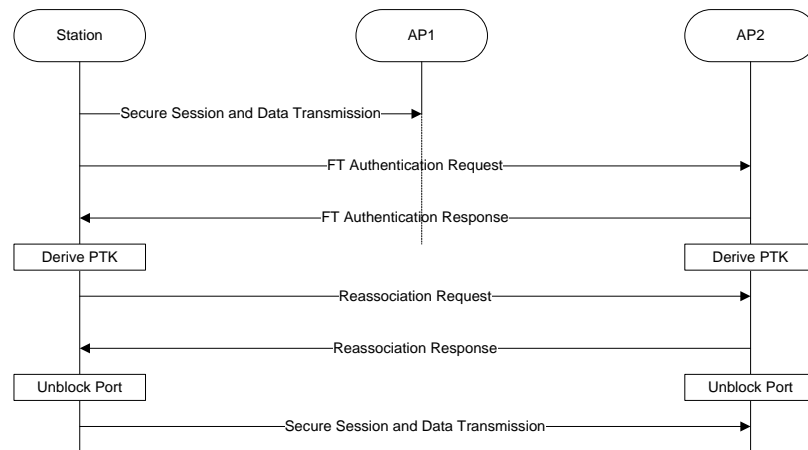 Station
AP1
AP2
Secure Session and Data Transmission
FT Authentication Request
FT Authentication Response
Derive PTK
Derive PTK
Reassociation Request
Reassociation Response
Unblock Port
Unblock Port
Secure Session and Data Transmission